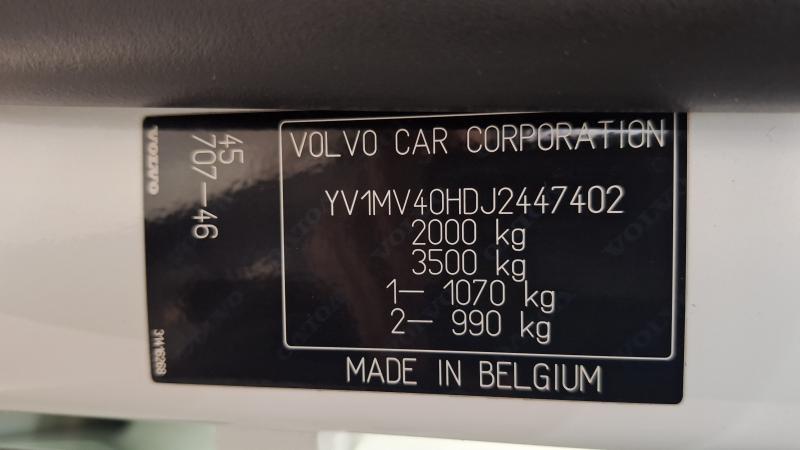 VOLVO
45
707—46
31416269
VOLVO CAR CORPORATION
YV1MV40HDJ2447402
2000 kg
3500 kg
1— 1070 kg
2— 990 kg
MADE IN BELGIUM